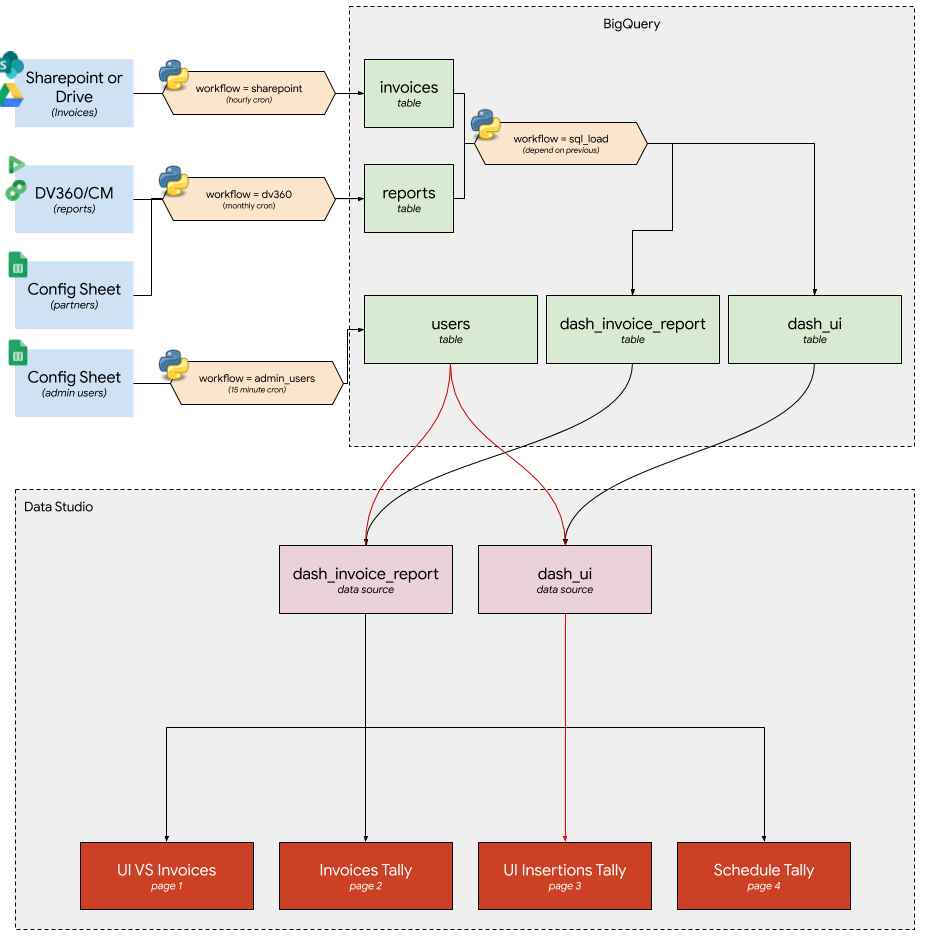 BigQuery
Sharepoint or
Drive
(Invoices)
workflow = sharepoint
(hourly cron)
invoices
table
workflow = sql_load
(depend on previous)
DV360/CM
(reports)
workflow = dv360
(monthly cron)
reports
table
Config Sheet
(partners)
users
table
dash_invoice_report
table
dash_ui
table
Config Sheet
(admin users)
workflow = admin_users
(15 minute cron)
Data Studio
dash_invoice_report
data source
dash_ui
data source
UI VS Invoices
page 1
Invoices Tally
page 2
UI Insertions Tally
page 3
Schedule Tally
page 4